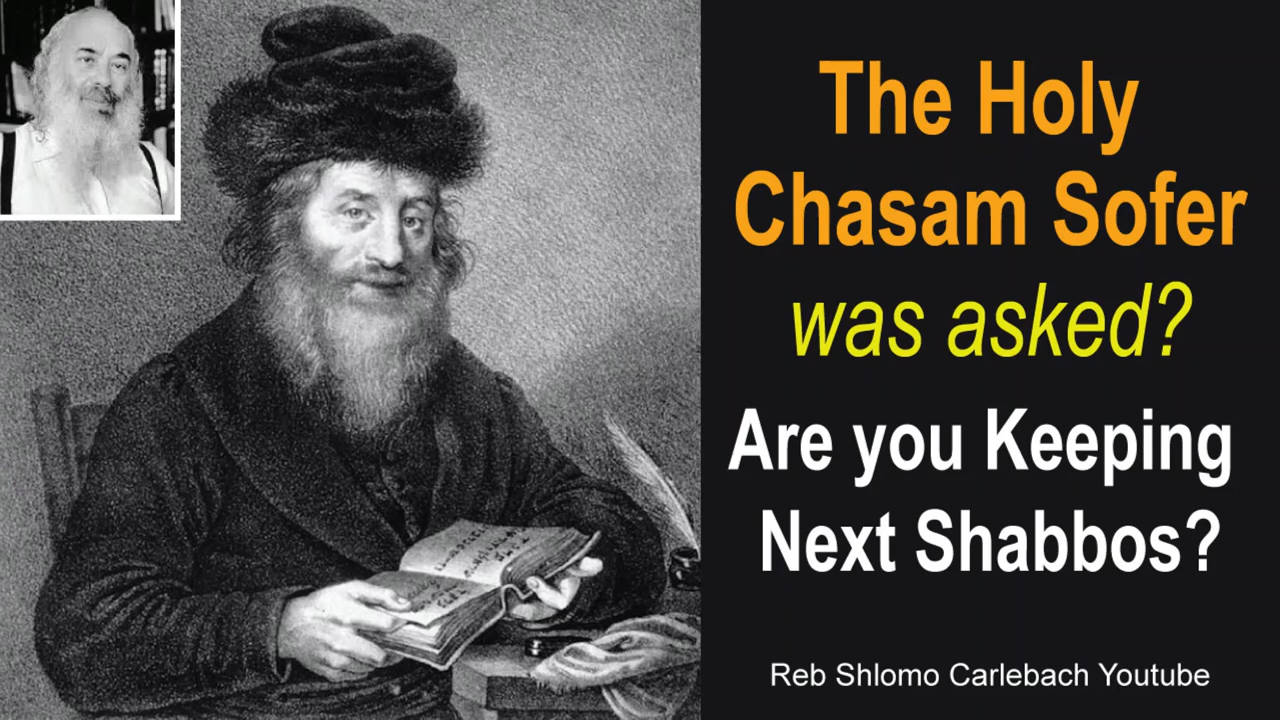 The Holy
Chasam Sofer
was asked?
Are you Keeping
Next Shabbos?
Reb Shlomo Carlebach Youtube